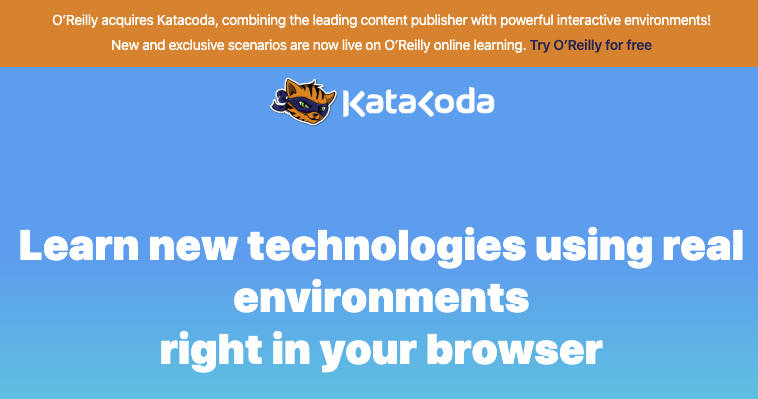 O’Reilly acquires Katacoda, combining the leading content publisher with powerful interactive environments!
New and exclusive scenarios are now live on O’Reilly online learning. Try O’Reilly for free
Katacoda
Learn new technologies using real
environments
right in your browser